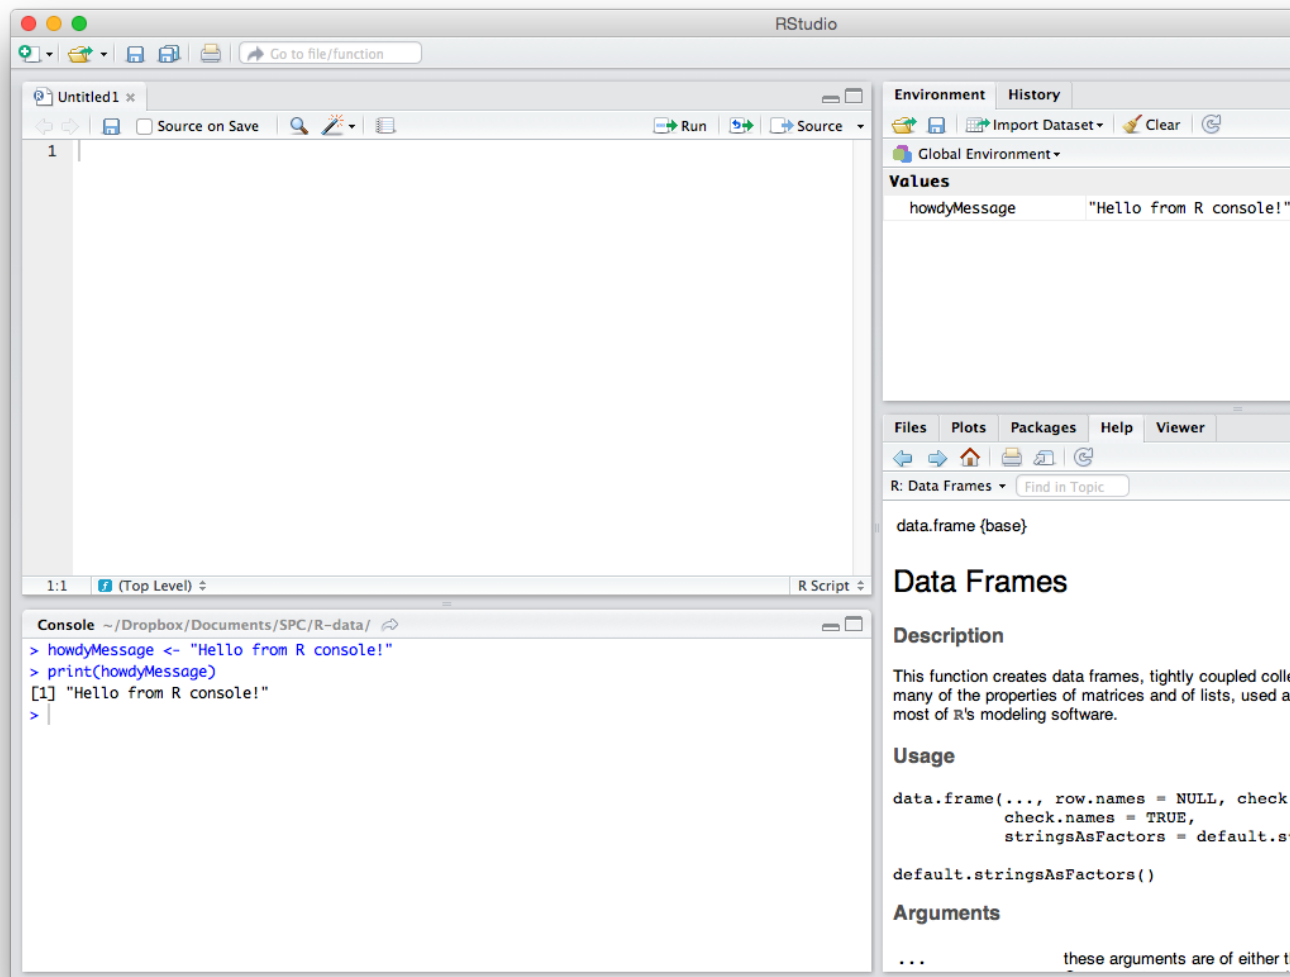 RStudio
Go to file/function
Untitled1
Source on Save
Run
Source
1
1:1
(Top Level)
R Script
Console ~/Dropbox/Documents/SPC/R-data/
> howdyMessage <- "Hello from R console!"
> print(howdyMessage)
[1] "Hello from R console!"
>
Environment
History
Import Dataset
Clear
Global Environment
Values
howdyMessage "Hello from R console!"
Files Plots Packages Help Viewer
R: Data Frames
Find in Topic
data.frame {base}
Data Frames
Description
This function creates data frames, tightly coupled
many of the properties of matrices and of lists, used
most of R's modeling software.
Usage
data.frame(..., row.names = NULL, check
check.names = TRUE,
stringsAsFactors =
default.stringsAsFactors()
Arguments
... these arguments are of either